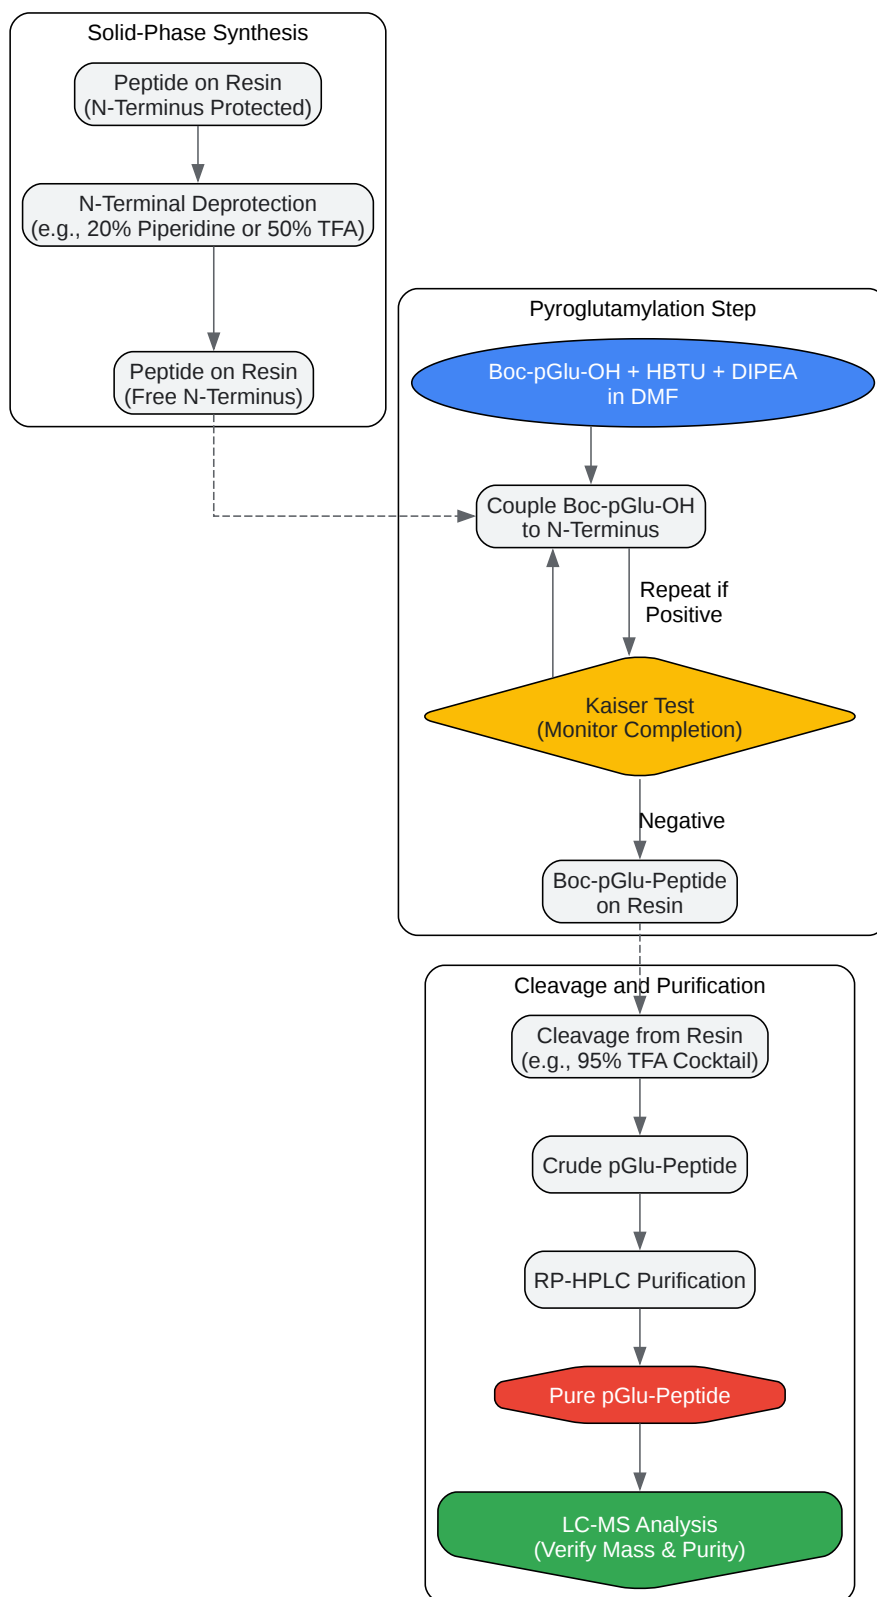 Solid-Phase Synthesis
Peptide on Resin
(N-Terminus Protected)
N-Terminal Deprotection
(e.g., 20% Piperidine or 50% TFA)
Peptide on Resin
(Free N-Terminus)
Pyroglutamylation Step
Boc-pGlu-OH + HBTU + DIPEA
in DMF
Couple Boc-pGlu-OH
to N-Terminus
Repeat if
Positive
Kaiser Test
(Monitor Completion)
Negative
Boc-pGlu-Peptide
on Resin
Cleavage and Purification
Cleavage from Resin
(e.g., 95% TFA Cocktail)
Crude pGlu-Peptide
RP-HPLC Purification
Pure pGlu-Peptide
LC-MS Analysis
(Verify Mass & Purity)